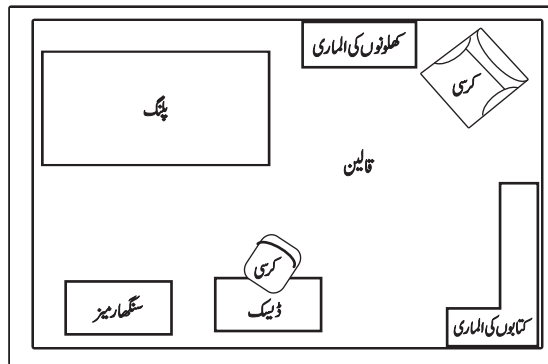 کھلونوں کی الماری
کرسی
پلنگ
قالین
کرسی
سنگھار میز
ڈیسک
کتابوں کی الماری